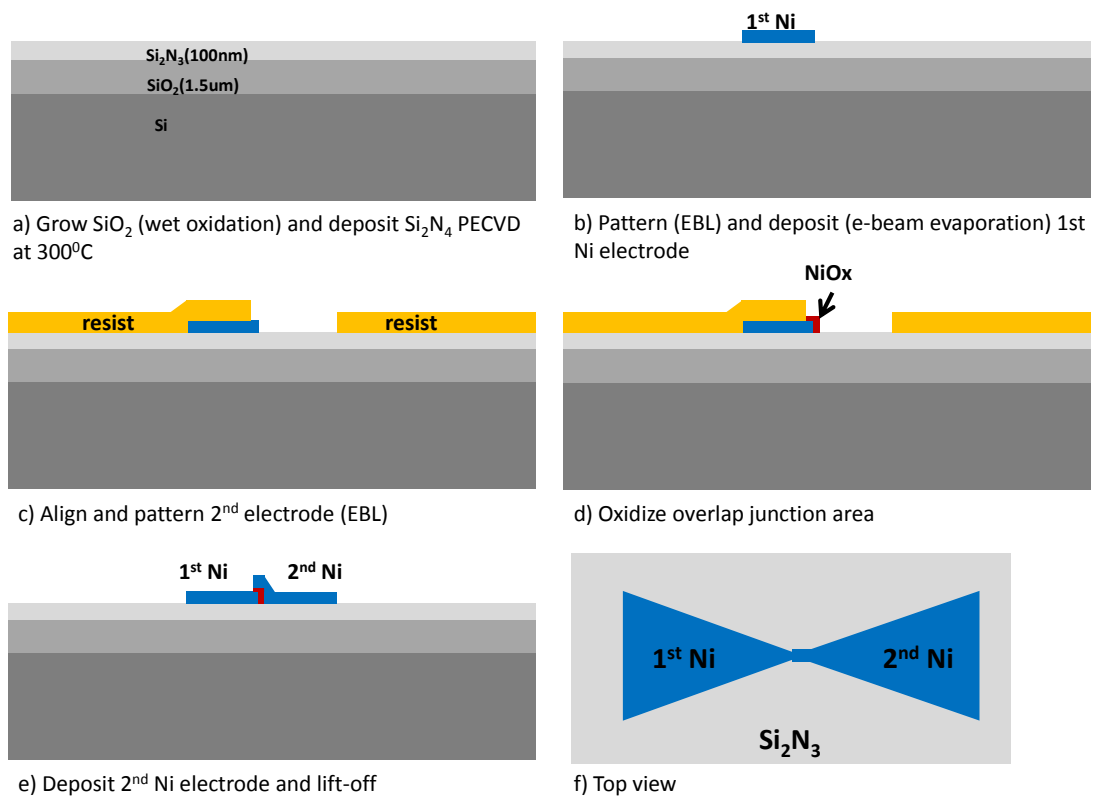 Si₂N₃(100nm)
SiO₂(1.5um)
Si
a) Grow SiO₂ (wet oxidation) and deposit Si₂N₄ PECVD
at 300⁰C
1st Ni
b) Pattern (EBL) and deposit (e-beam evaporation) 1st
Ni electrode
resist
resist
c) Align and pattern 2nd electrode (EBL)
NiOx
d) Oxidize overlap junction area
1st Ni
2nd Ni
e) Deposit 2nd Ni electrode and lift-off
1st Ni
2nd Ni
Si₂N₃
f) Top view